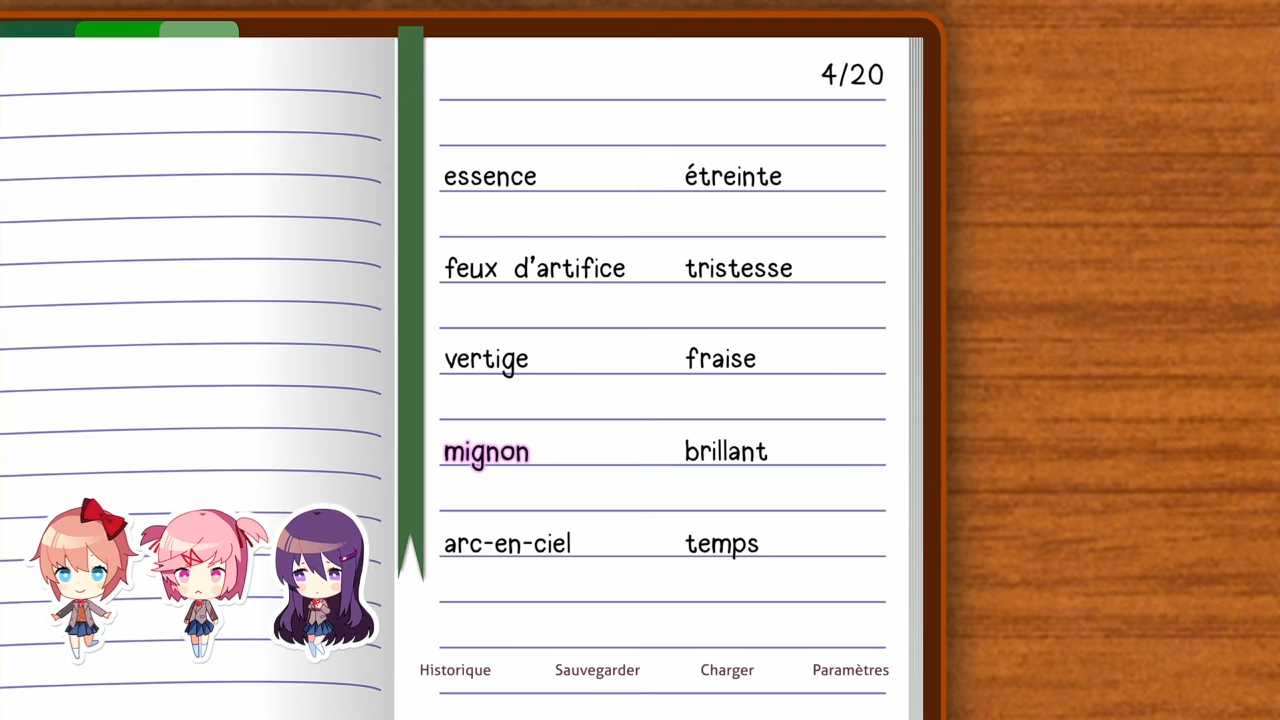 4/20
essence étreinte
feux d'artifice tristesse
vertige fraise
mignon brillant
arc-en-ciel temps
Historique Sauvegarder Charger Paramètres